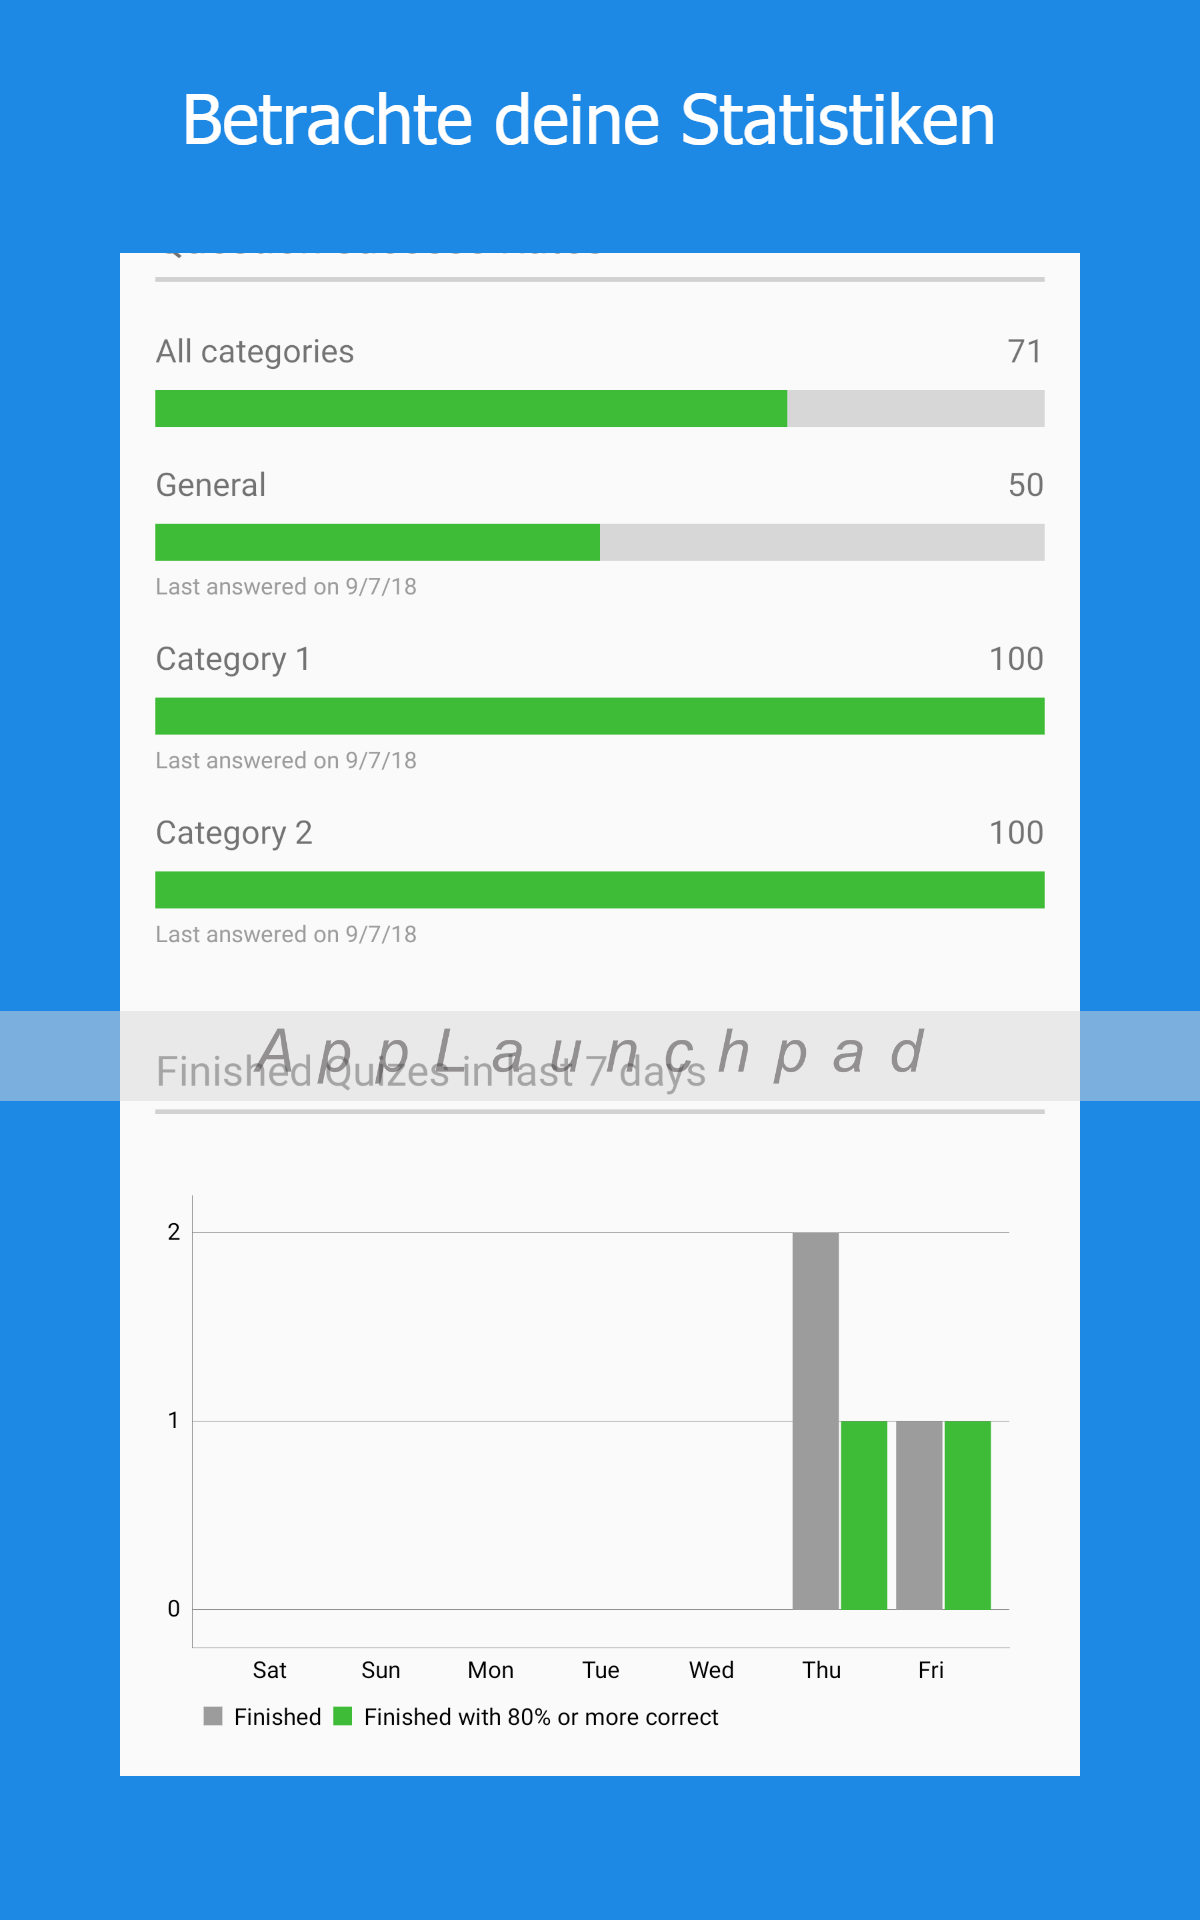 Betrachte deine Statistiken
All categories 71
General 50
Last answered on 9/7/18
Category 1 100
Last answered on 9/7/18
Category 2 100
Last answered on 9/7/18
AppLaunchpad
Finished Quizes in last 7 days
2
1
0
Sat Sun Mon Tue Wed Thu Fri
Finished Finished with 80% or more correct